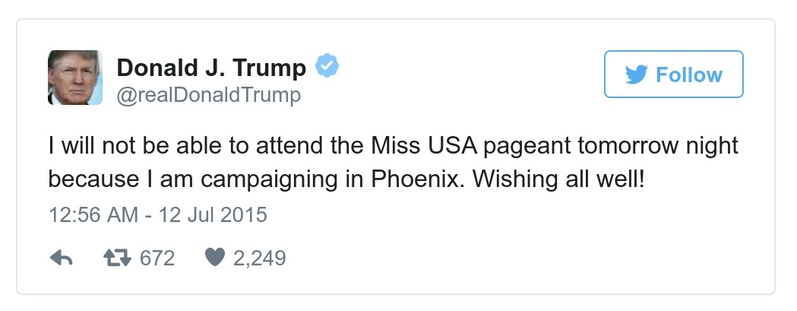 Donald J. Trump
@realDonaldTrump
Follow
I will not be able to attend the Miss USA pageant tomorrow night
because I am campaigning in Phoenix. Wishing all well!
12:56 AM - 12 Jul 2015
672 2,249